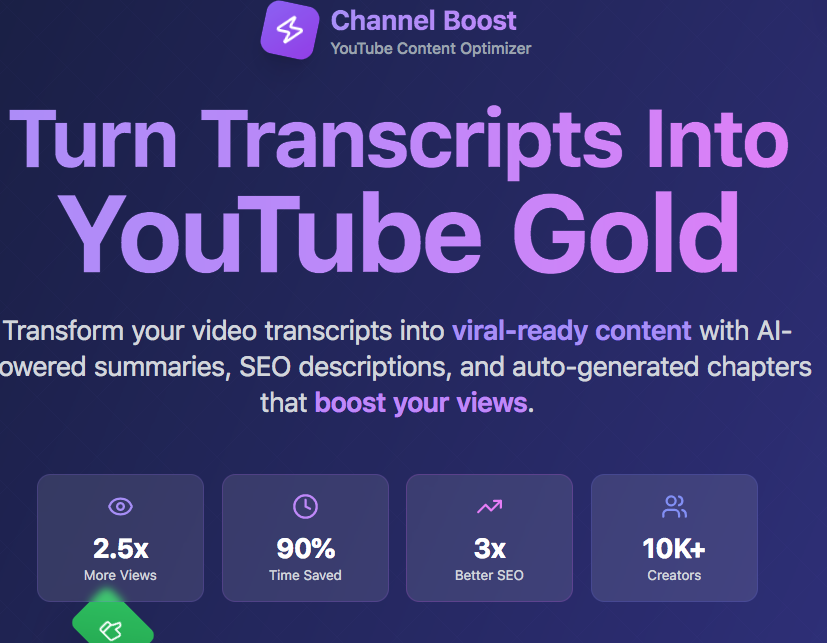 Channel Boost
YouTube Content Optimizer
Turn Transcripts Into
YouTube Gold
Transform your video transcripts into viral-ready content with AI-
owered summaries, SEO descriptions, and auto-generated chapters
that boost your views.
2.5x
90%
3x
10K+
More Views
Time Saved
Better SEO
Creators